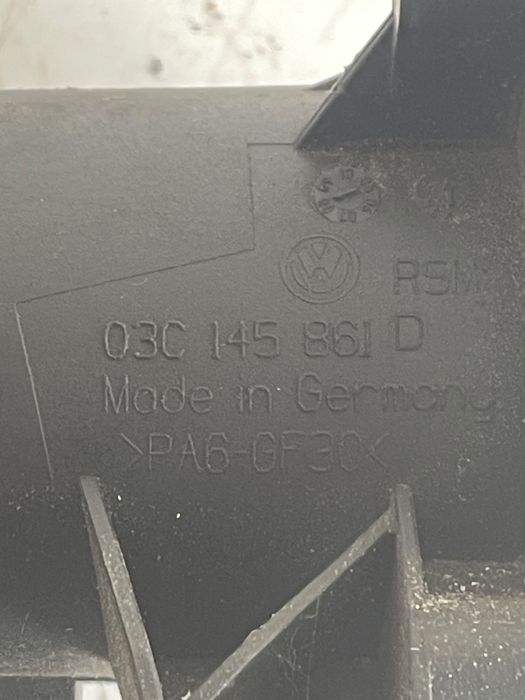 RSM
03C 145 861 D
Made in Germany
>PA6-GF30<